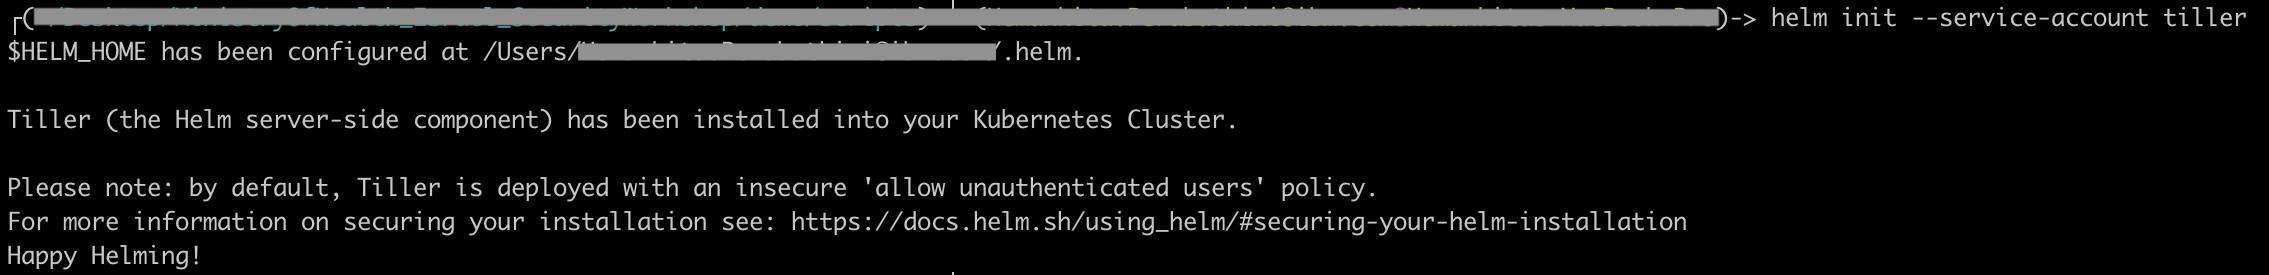 ┌( )-> helm init --service-account tiller
$HELM_HOME has been configured at /Users/ /.helm.
Tiller (the Helm server-side component) has been installed into your Kubernetes Cluster.
Please note: by default, Tiller is deployed with an insecure 'allow unauthenticated users' policy.
For more information on securing your installation see: https://docs.helm.sh/using_helm/#securing-your-helm-installation
Happy Helming!